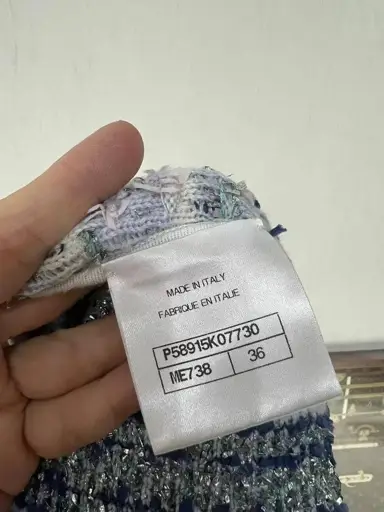 MADE IN ITALY
FABRIQUE EN ITALIE
P58915K07730
ME738 36